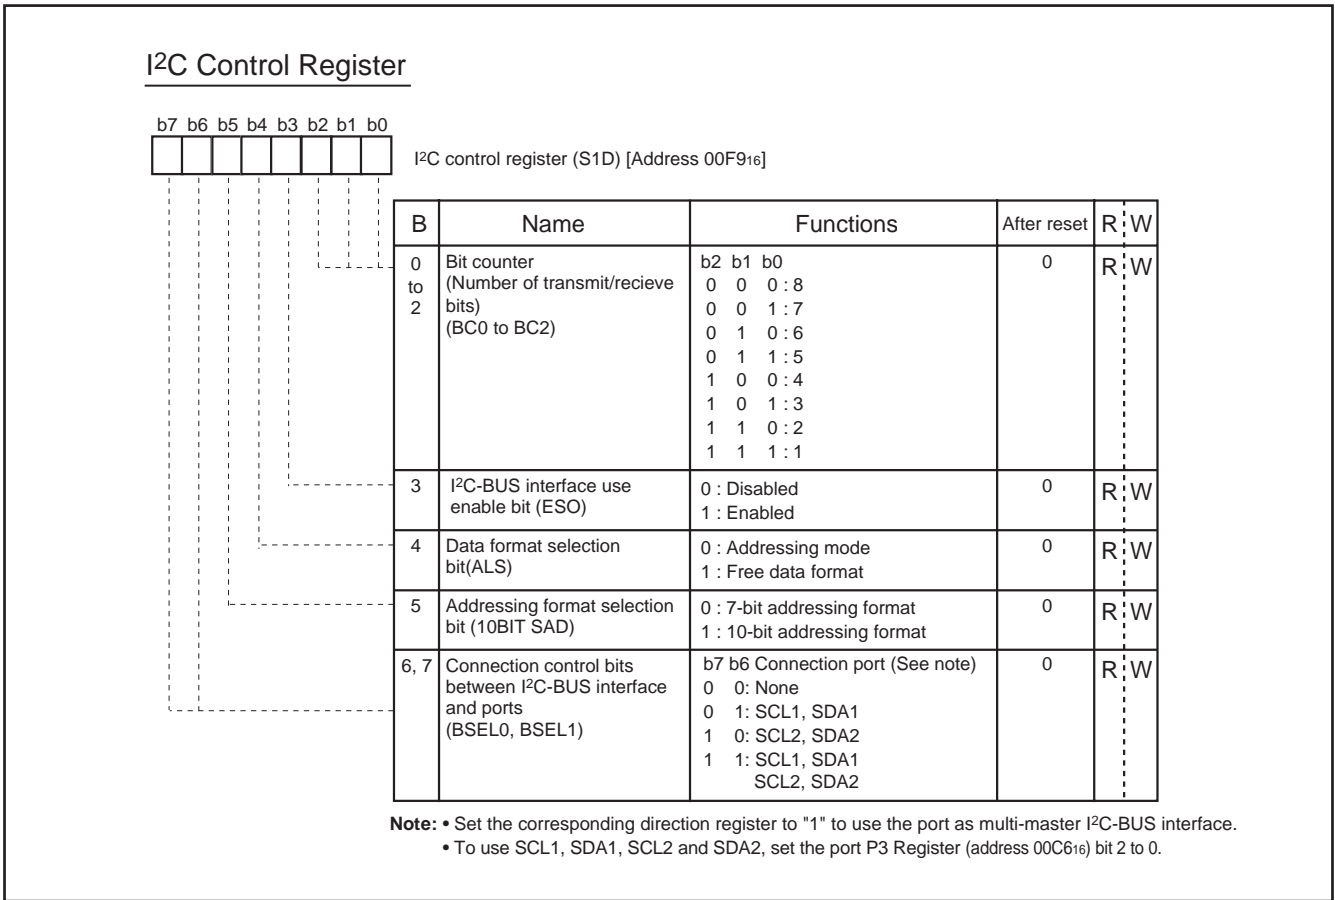 I2C Control Register
b7 b6 b5 b4 b3 b2 b1 b0
I2C control register (S1D) [Address 00F916]
B Name Functions After reset R W
0 to 2
Bit counter
(Number of transmit/recieve
bits)
(BC0 to BC2)
b2 b1 b0
0 0 0 : 8
0 0 1 : 7
0 1 0 : 6
0 1 1 : 5
1 0 0 : 4
1 0 1 : 3
1 1 0 : 2
1 1 1 : 1
0
R W
3
I2C-BUS interface use
enable bit (ESO)
0 : Disabled
1 : Enabled
0
R W
4
Data format selection
bit(ALS)
0 : Addressing mode
1 : Free data format
0
R W
5
Addressing format selection
bit (10BIT SAD)
0 : 7-bit addressing format
1 : 10-bit addressing format
0
R W
6, 7
Connection control bits
between I2C-BUS interface
and ports
(BSEL0, BSEL1)
b7 b6 Connection port (See note)
0 0: None
0 1: SCL1, SDA1
1 0: SCL2, SDA2
1 1: SCL1, SDA1
SCL2, SDA2
0
R W
Note: • Set the corresponding direction register to "1" to use the port as multi-master I2C-BUS interface.
• To use SCL1, SDA1, SCL2 and SDA2, set the port P3 Register (address 00C616) bit 2 to 0.